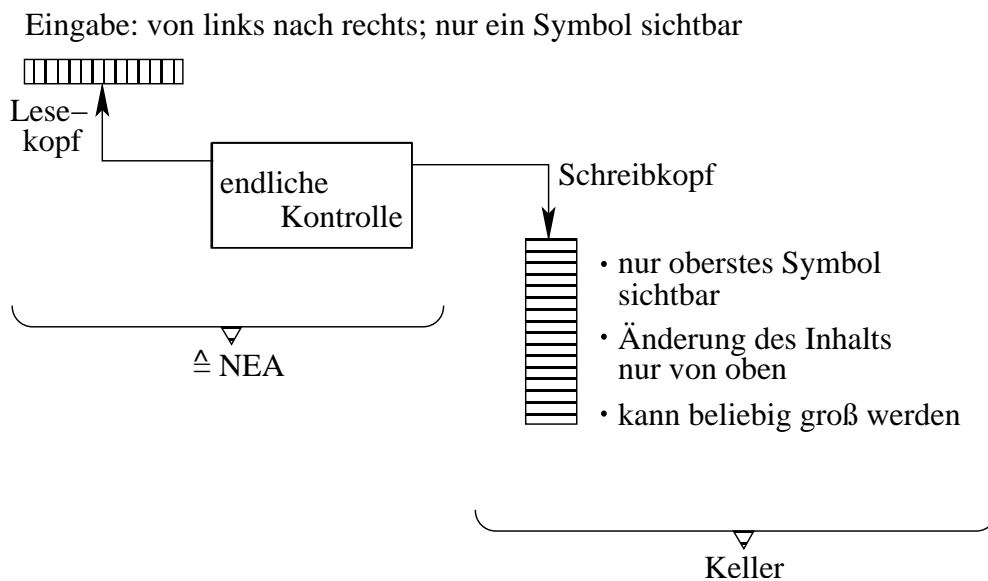 Eingabe: von links nach rechts; nur ein Symbol sichtbar
Lese–
kopf
endliche
Kontrolle
Schreibkopf
· nur oberstes Symbol
sichtbar
· Änderung des Inhalts
nur von oben
· kann beliebig groß werden
≙ NEA
Keller